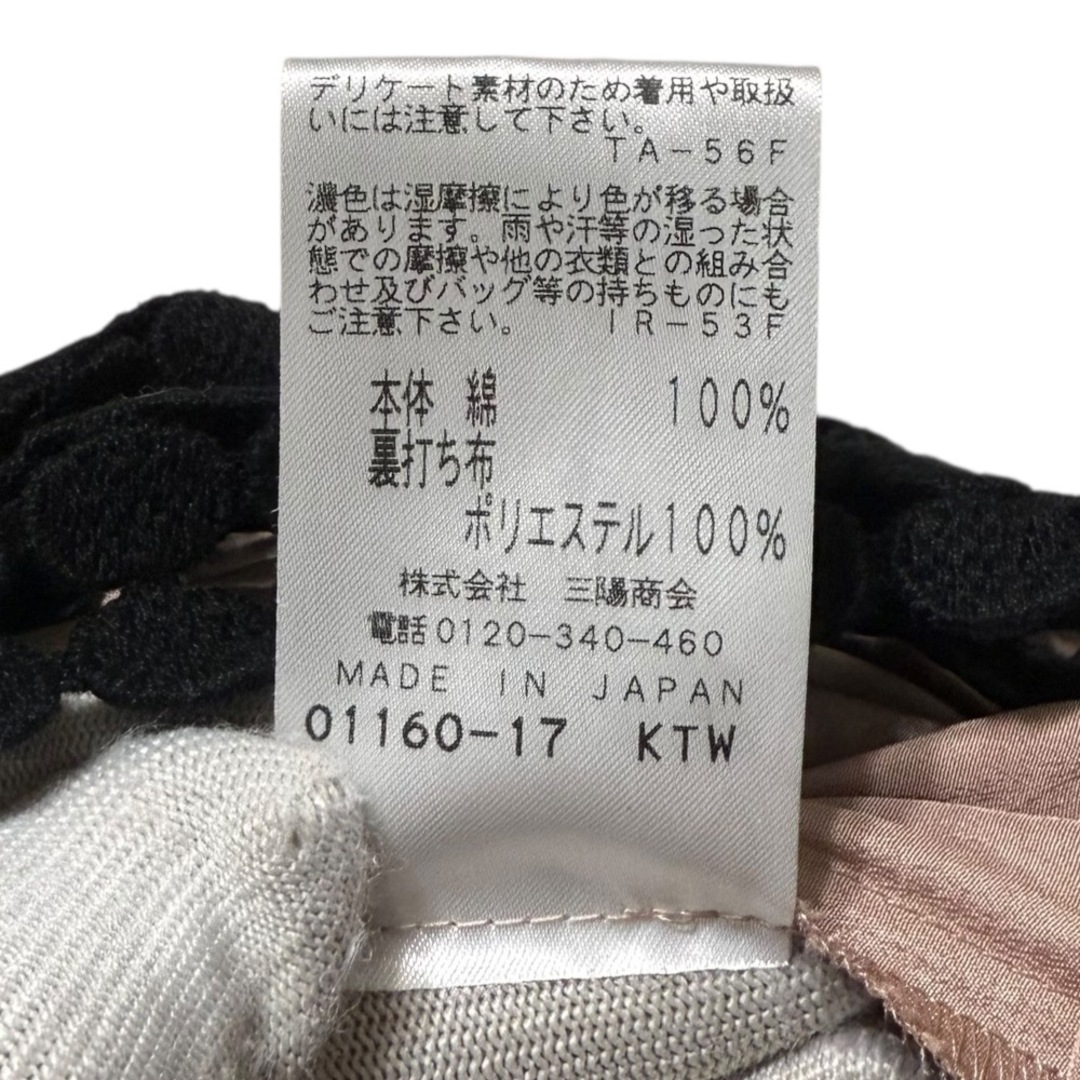 デリケート素材のため着用や取扱
いには注意して下さい。
TA-56F
濃色は湿摩擦により色が移る場合
があります。雨や汗等の湿った状
態での摩擦や他の衣類との組み合
わせ及びバッグ等の持ちものにも
ご注意下さい。 IR-53F
本体 綿 100%
裏打ち布
ポリエステル100%
株式会社 三陽商会
電話0120-340-460
MADE IN JAPAN
01160-17 KTW